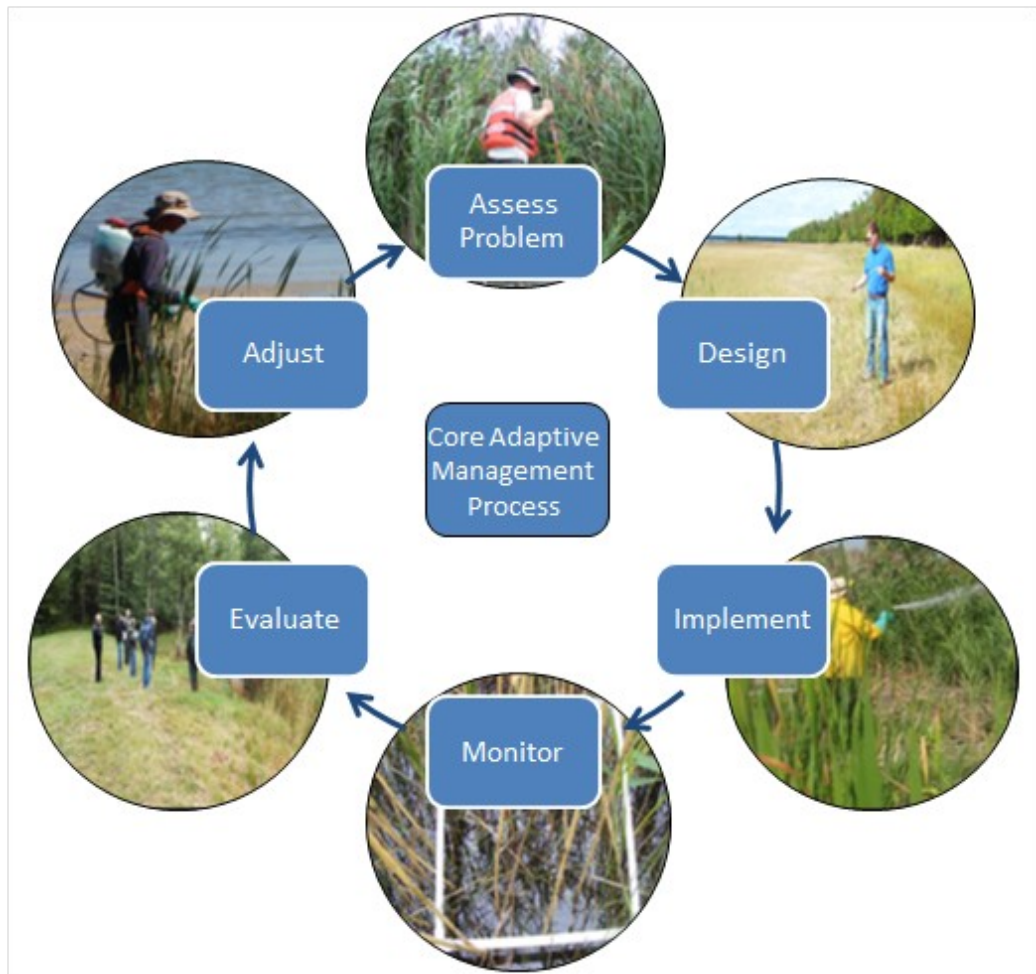 Assess
Problem
Design
Implement
Monitor
Evaluate
Adjust
Core Adaptive
Management
Process